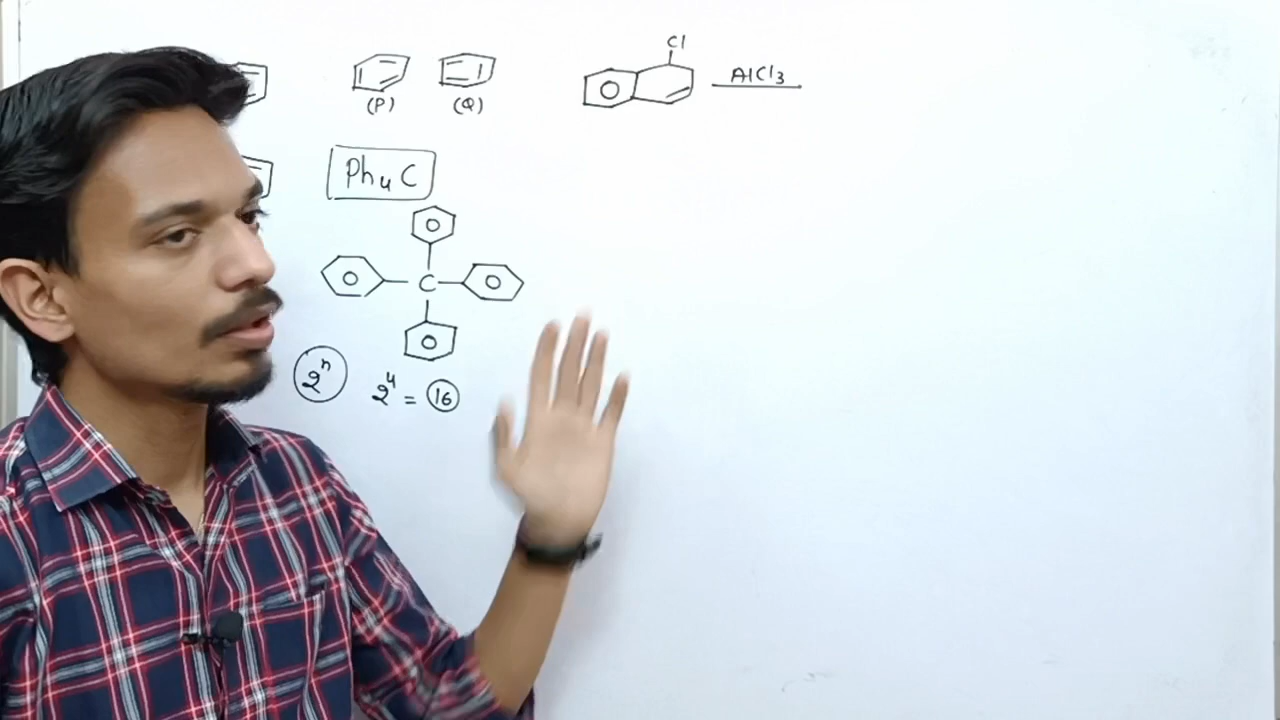 Cl
AlCl3
(P) (Q)
Ph4C
C
2^n 2^4 = 16